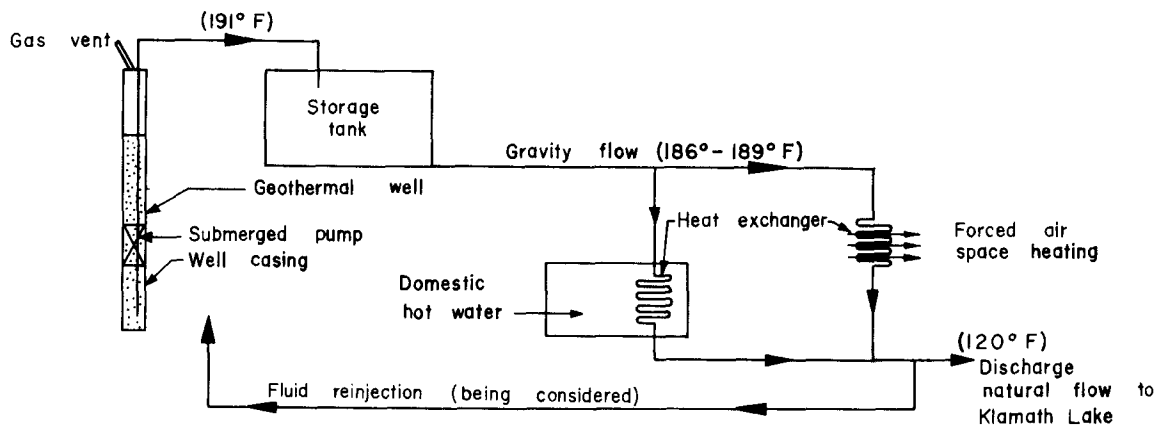 (191° F)
Gas vent
Storage
tank
Gravity flow (186°-189° F)
Geothermal well
Heat exchanger
Submerged pump
Forced air
space heating
Well casing
Domestic
hot water
(120° F)
Discharge
natural flow to
Klamath Lake
Fluid reinjection (being considered)